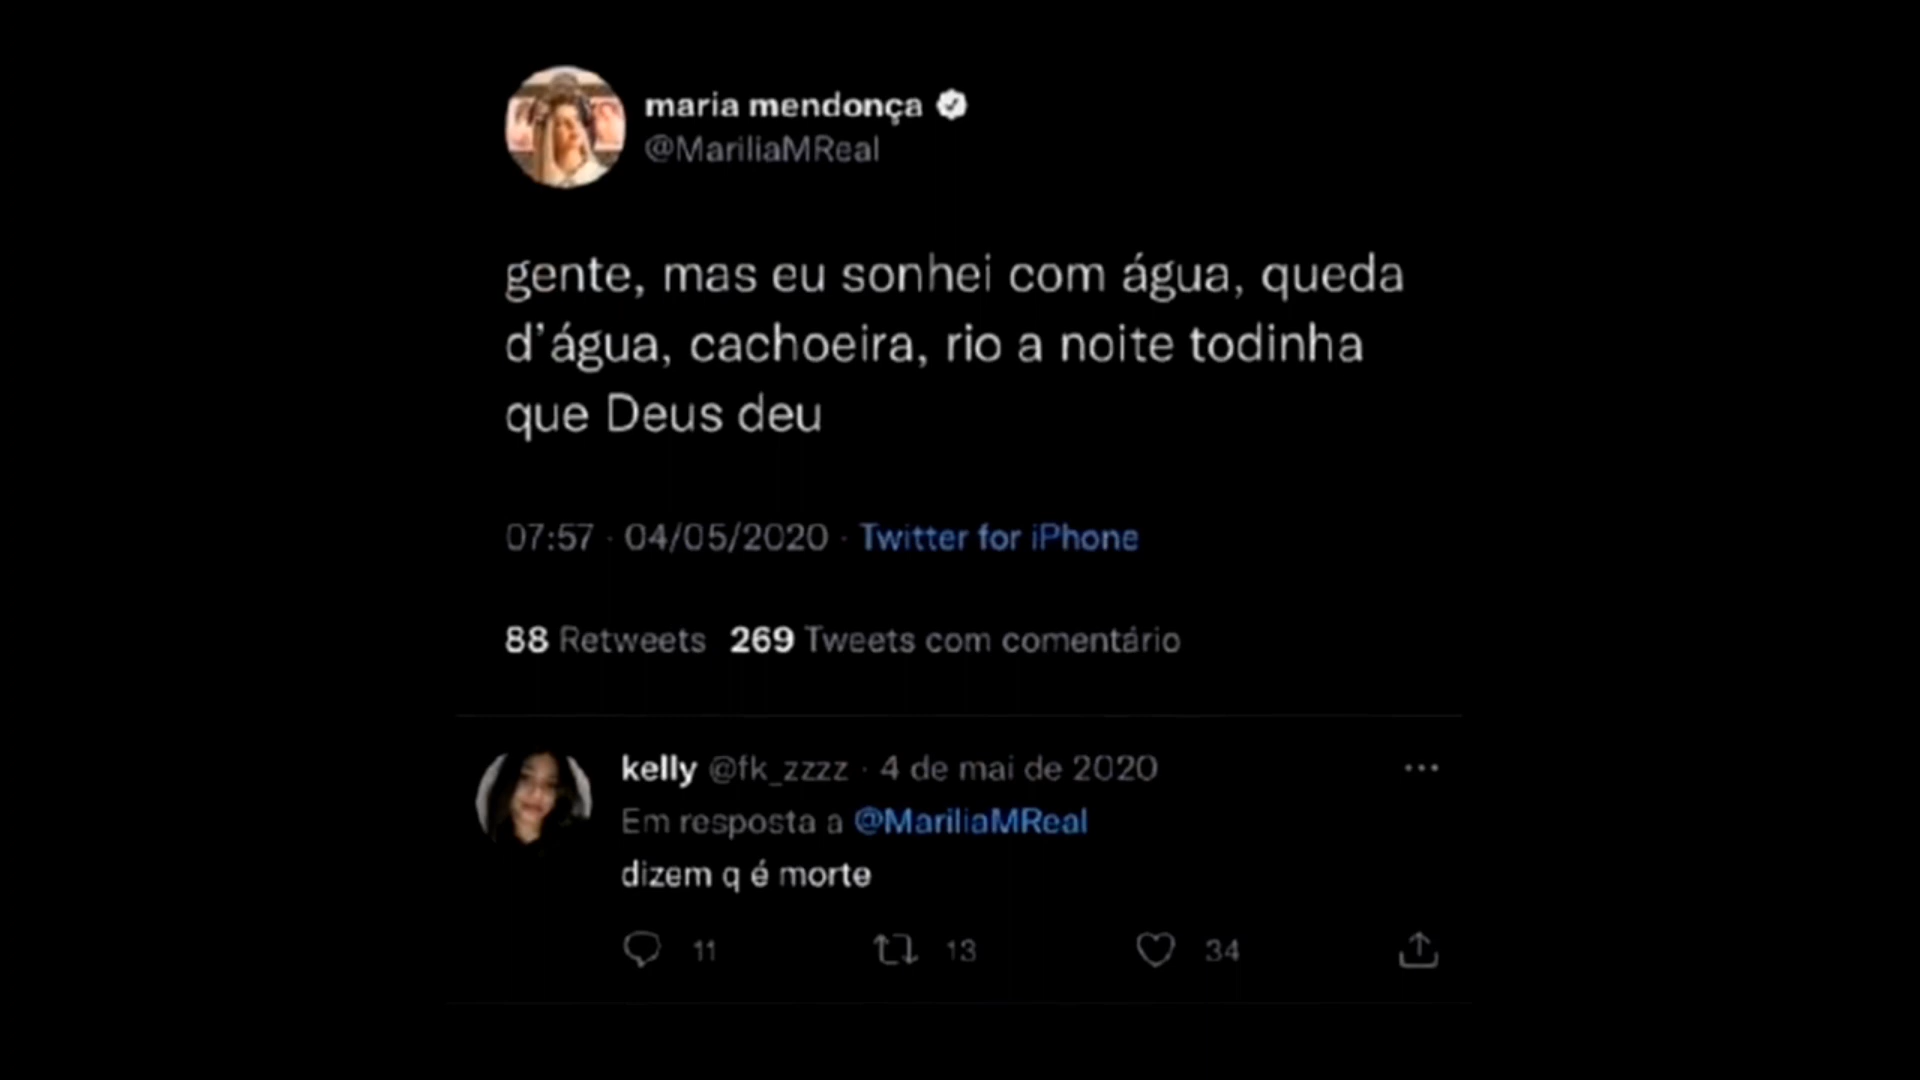 maria mendonça
@MariliaMReal
gente, mas eu sonhei com água, queda
d'água, cachoeira, rio a noite todinha
que Deus deu
07:57 · 04/05/2020 · Twitter for iPhone
88 Retweets 269 Tweets com comentário
kelly @fk_zzzz · 4 de mai de 2020
Em resposta a @MariliaMReal
dizem q é morte
11 13 34